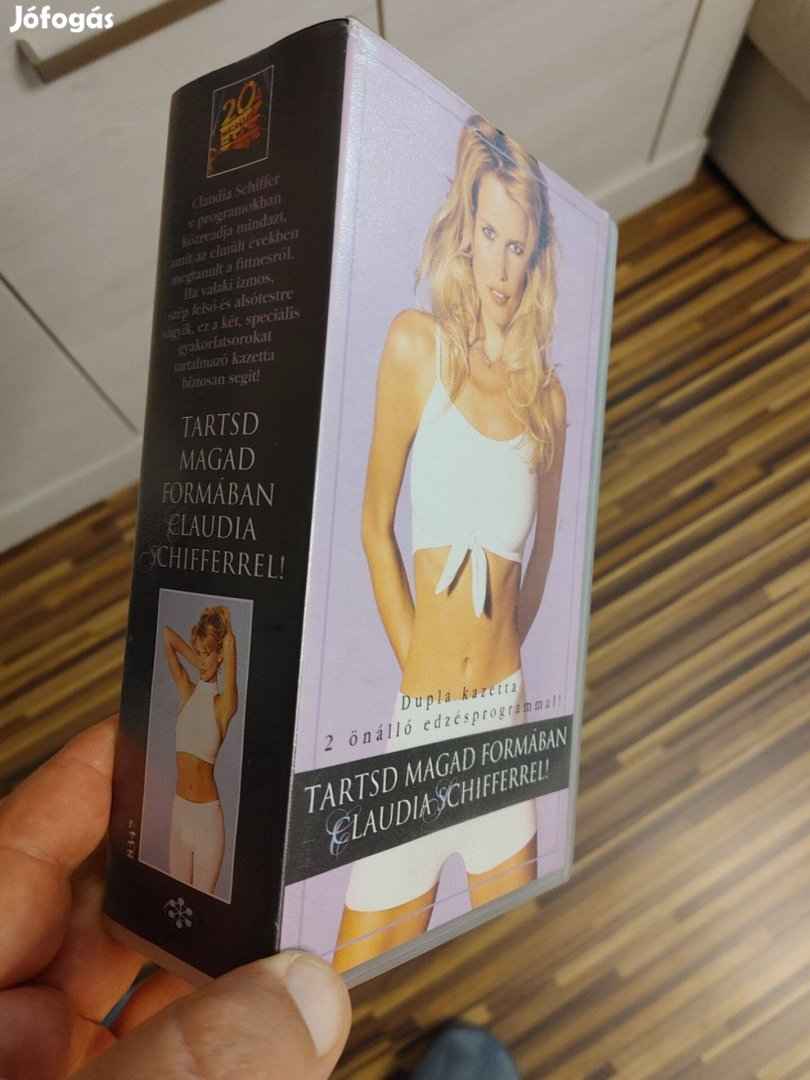 Jófogás
20
Claudia Schiffer
e programokban
közreadja mindazt,
amit az elmúlt években
megtanult a fittnesről.
Ha valaki izmos,
szép felső-és alsótestre
vágyik, ez a két, speciális
gyakorlatsorokat
tartalmazó kazetta
biztosan segít!
TARTSD
MAGAD
FORMÁBAN
CLAUDIA
SCHIFFERREL!
8347
Dupla kazetta
2 önálló edzésprogrammal!
TARTSD MAGAD FORMÁBAN
CLAUDIA SCHIFFERREL!